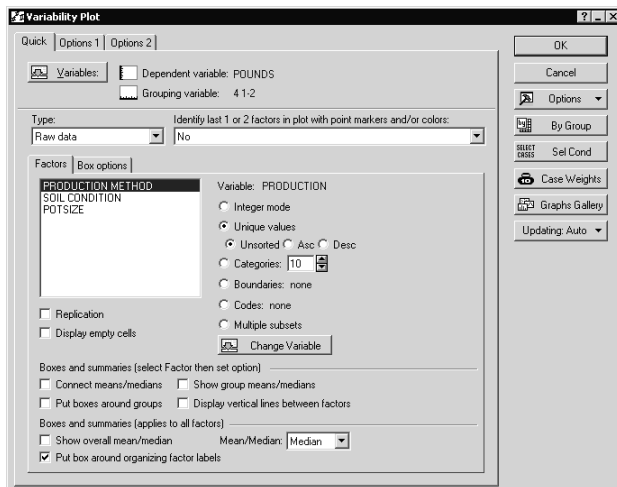 Variability Plot
Quick Options 1 Options 2
Variables: Dependent variable: POUNDS
Grouping variable: 4 1-2
Type: Identify last 1 or 2 factors in plot with point markers and/or colors:
Raw data No
Factors Box options
PRODUCTION METHOD
SOIL CONDITION
POTSIZE
Variable: PRODUCTION
Integer mode
Unique values
Unsorted Asc Desc
Categories: 10
Boundaries: none
Codes: none
Multiple subsets
Change Variable
Replication
Display empty cells
Boxes and summaries (select Factor then set option)
Connect means/medians Show group means/medians
Put boxes around groups Display vertical lines between factors
Boxes and summaries (applies to all factors)
Show overall mean/median Mean/Median: Median
Put box around organizing factor labels
OK
Cancel
Options
By Group
SELECT CASES Sel Cond
Case Weights
Graphs Gallery
Updating: Auto